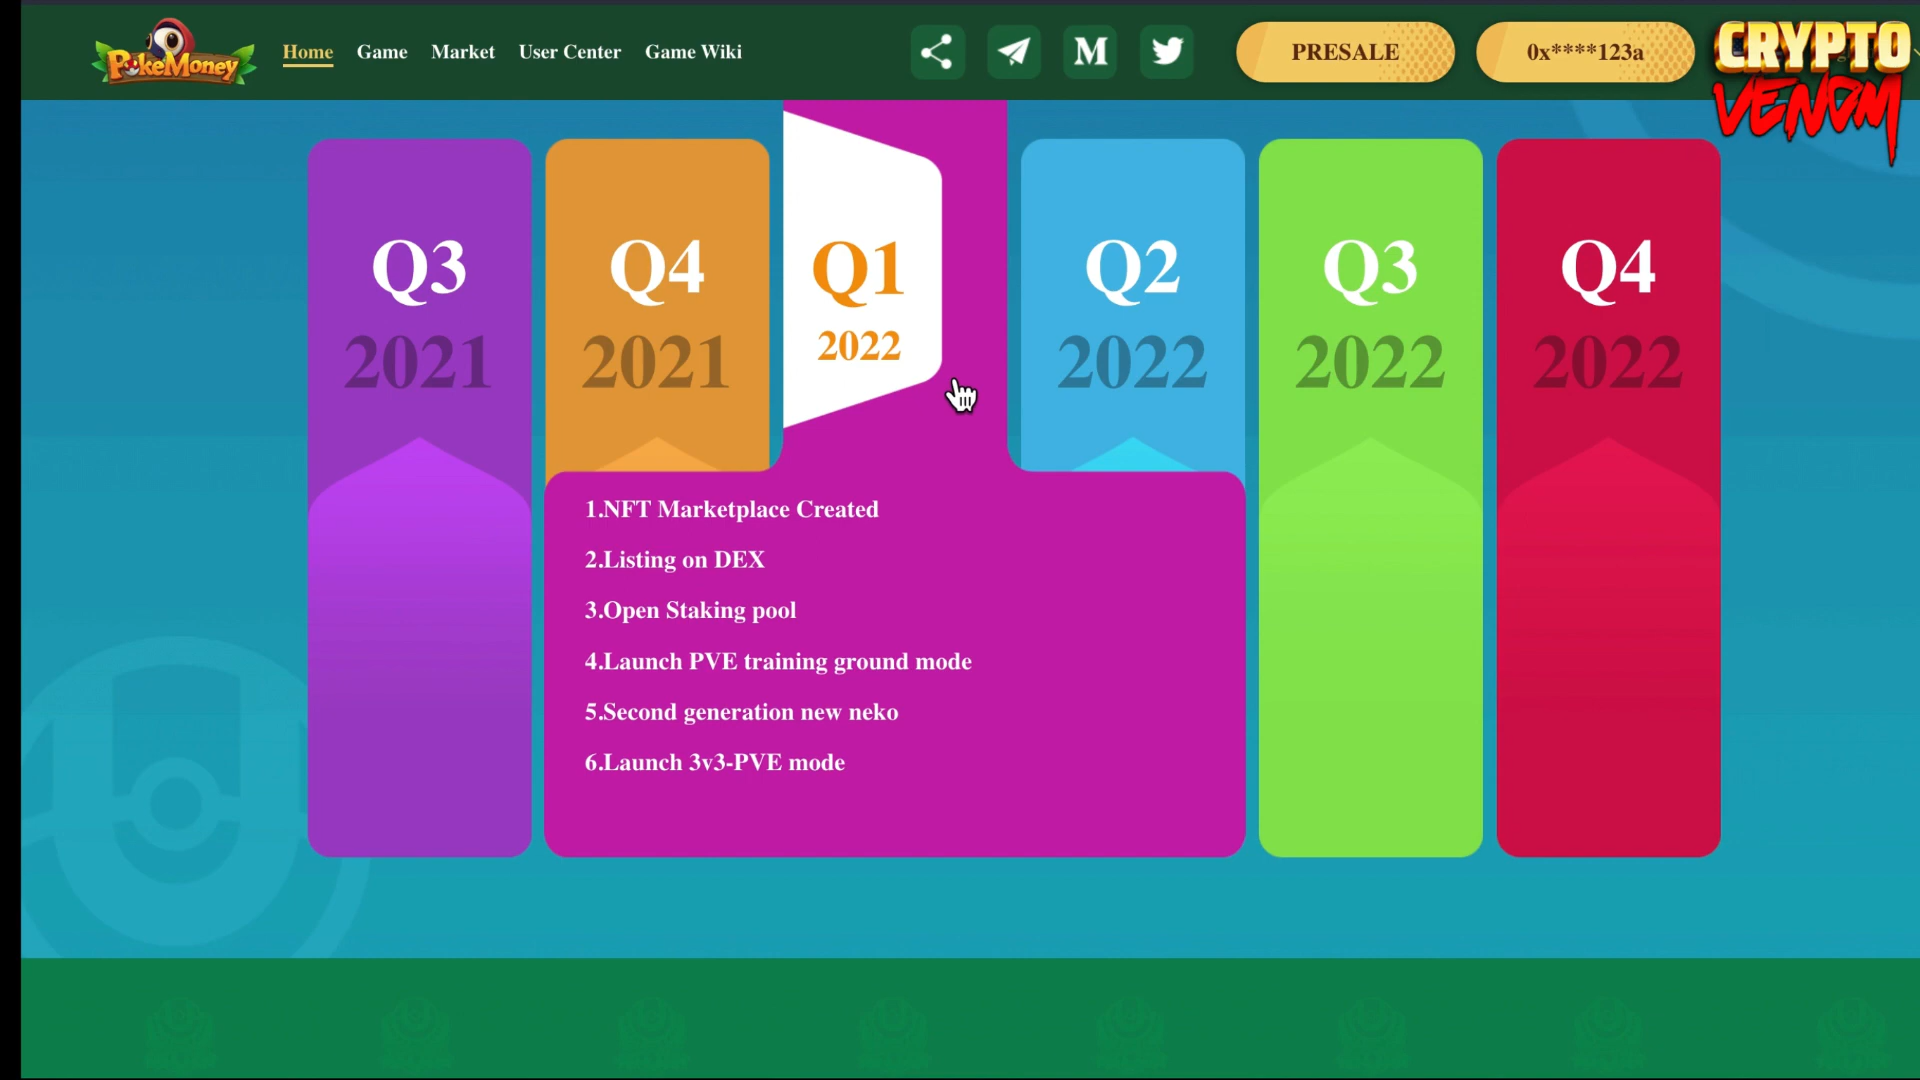 PokeMoney
Home
Game
Market
User Center
Game Wiki
M
PRESALE
0x****123a
CRYPTO
VENOM
Q3
2021
Q4
2021
Q1
2022
Q2
2022
Q3
2022
Q4
2022
1.NFT Marketplace Created
2.Listing on DEX
3.Open Staking pool
4.Launch PVE training ground mode
5.Second generation new neko
6.Launch 3v3-PVE mode